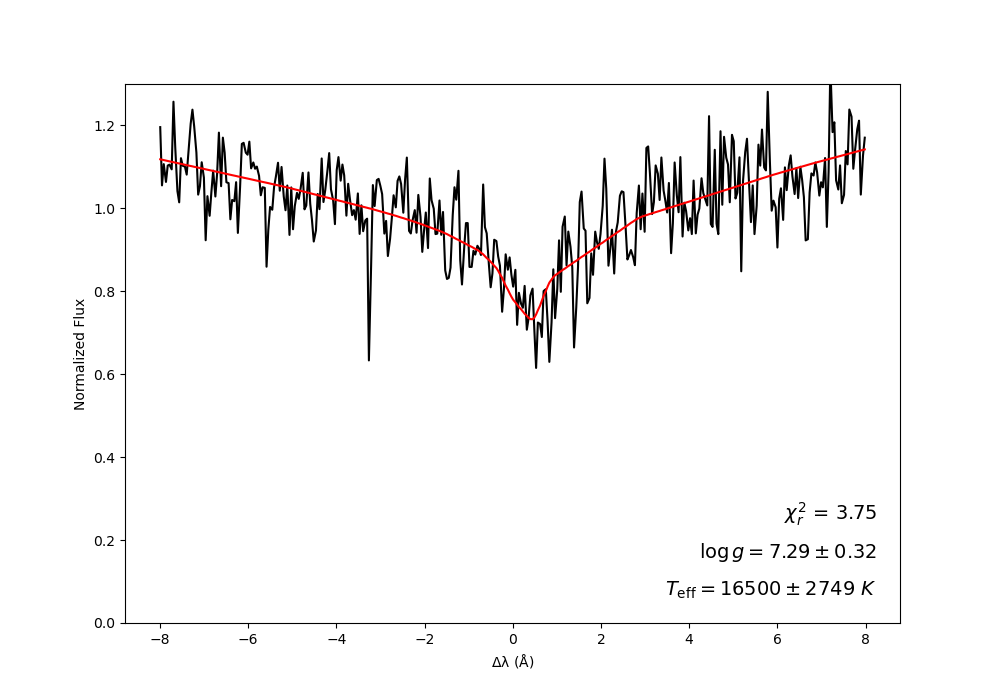 1.2
1.0
0.8
0.6
0.4
0.2
0.0
Normalized Flux
χ²ᵣ = 3.75
log g = 7.29 ± 0.32
T_eff = 16500 ± 2749 K
−8 −6 −4 −2 0 2 4 6 8
Δλ (Å)